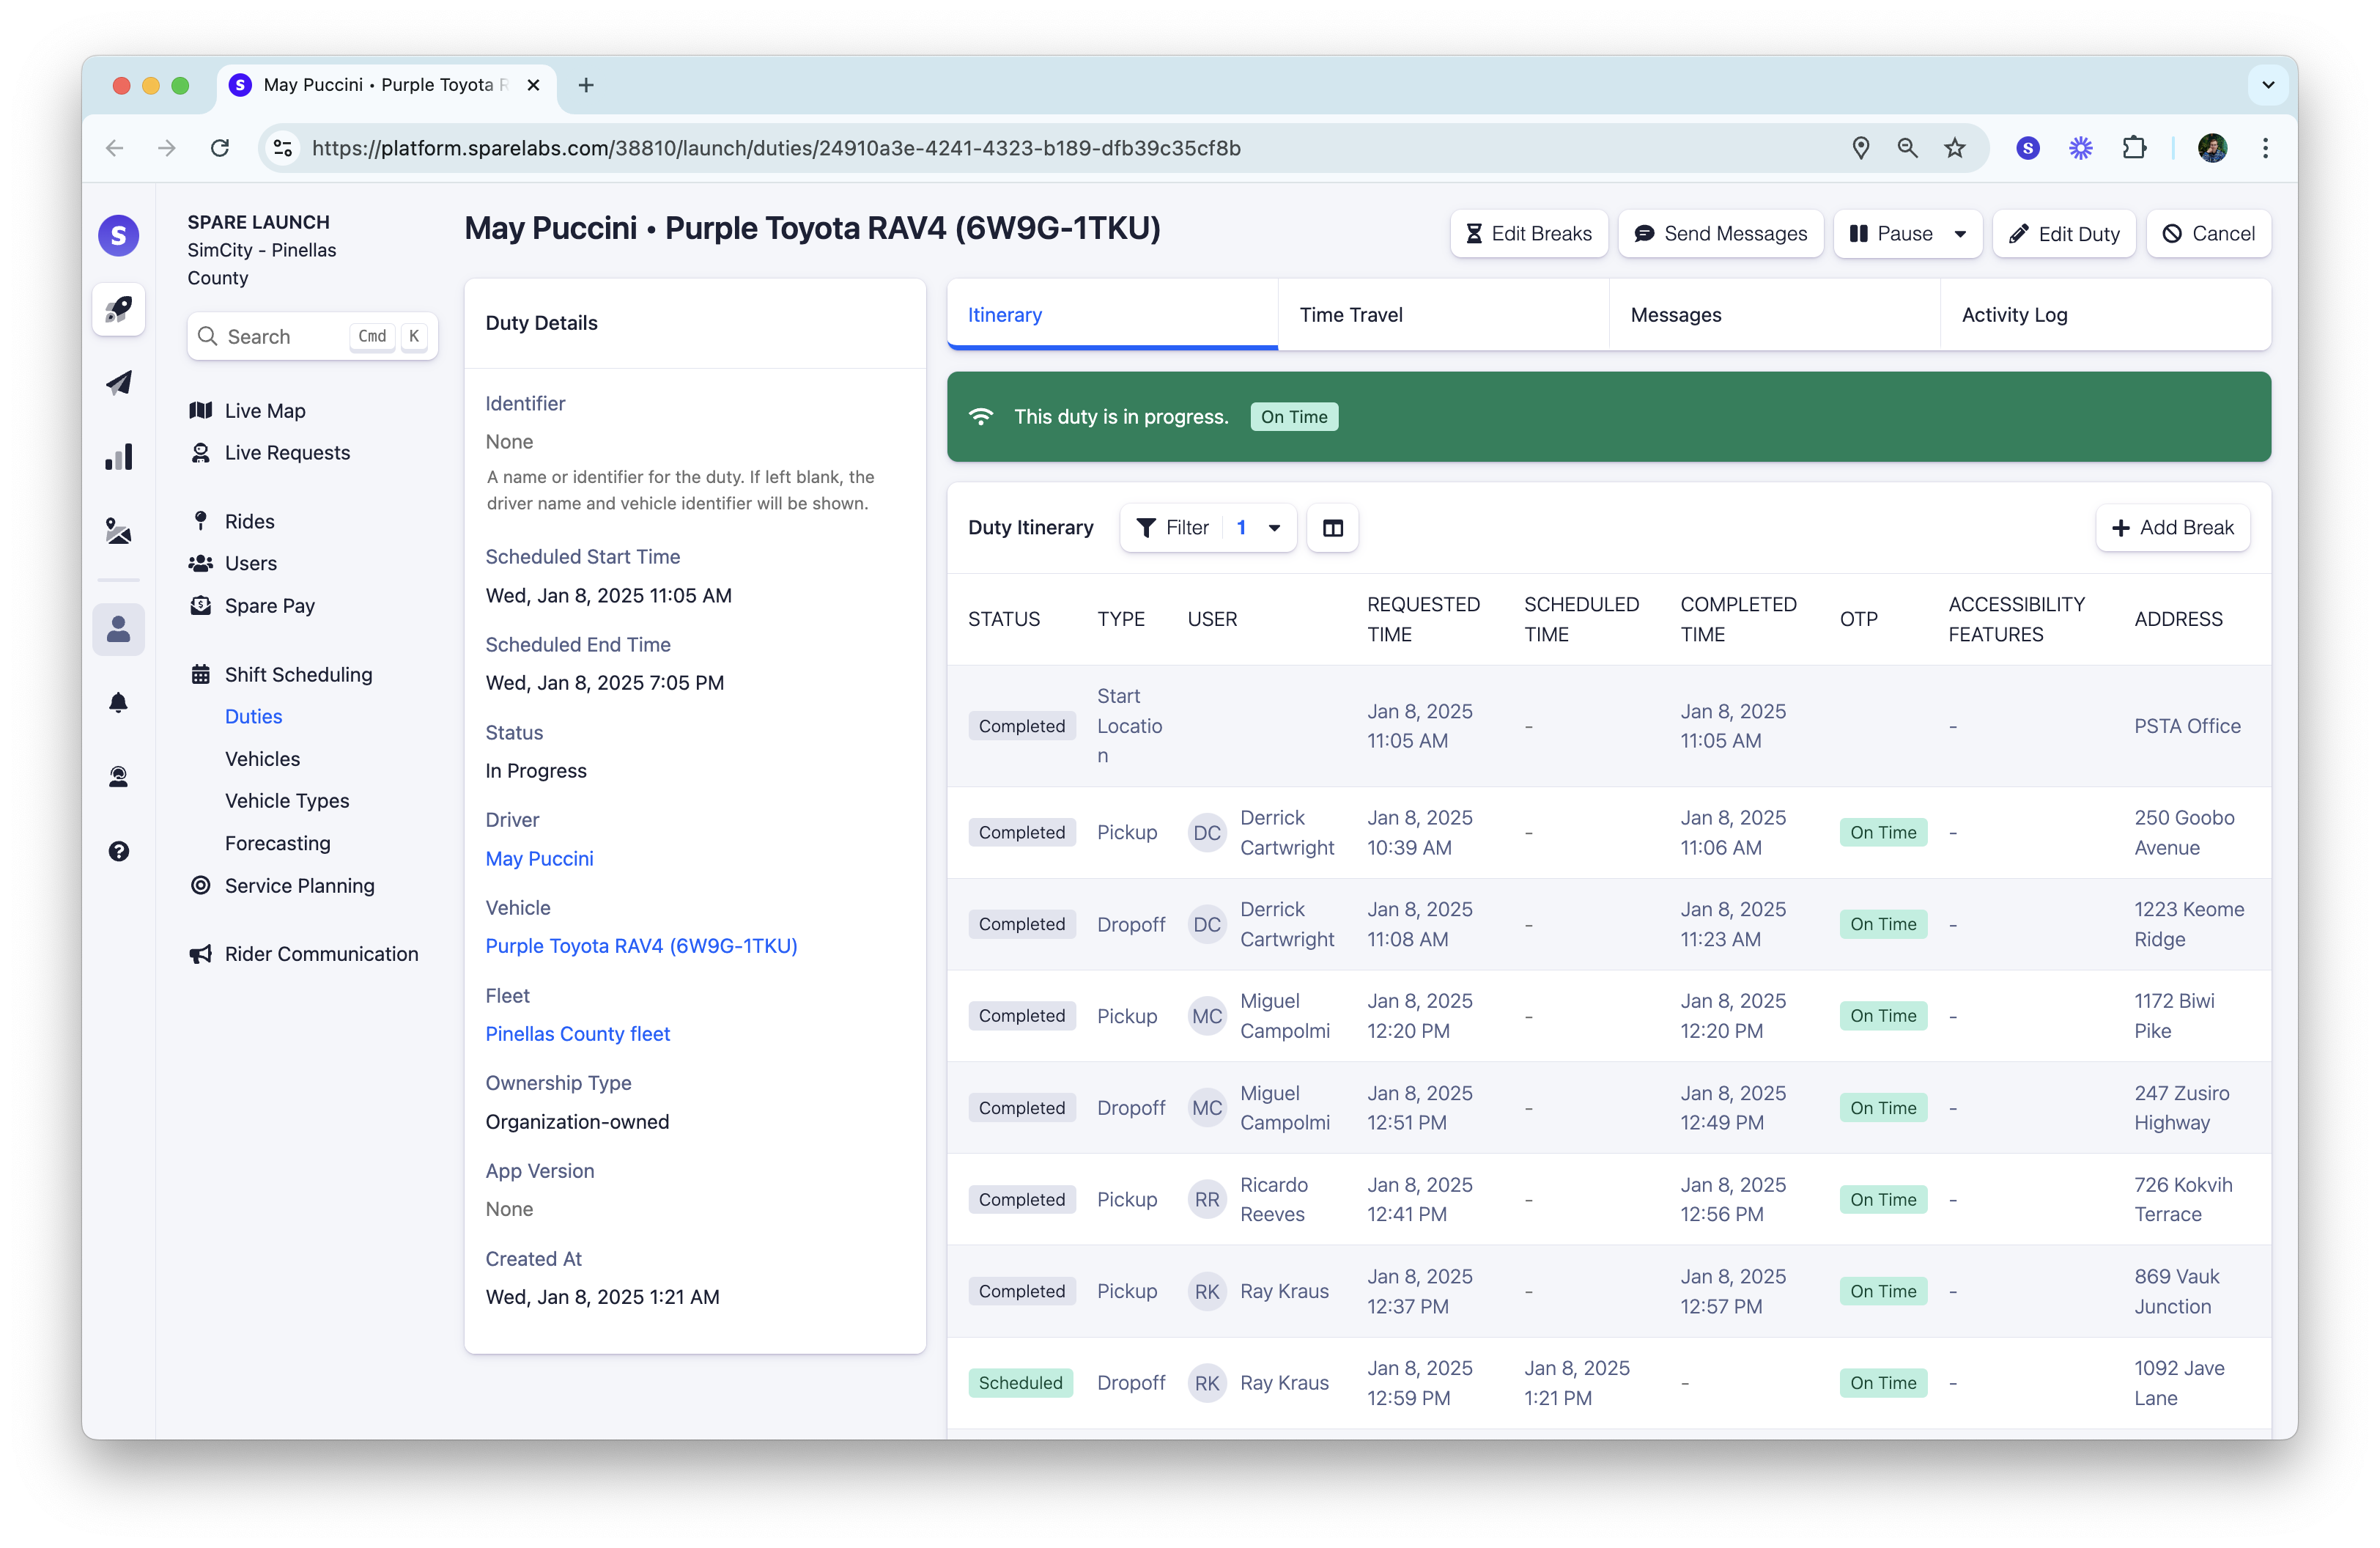 May Puccini • Purple Toyota R
https://platform.sparelabs.com/38810/launch/duties/24910a3e-4241-4323-b189-dfb39c35cf8b
S
S
S
SPARE LAUNCH
SimCity - Pinellas
County
Search
Cmd
K
Live Map
Live Requests
Rides
Users
Spare Pay
Shift Scheduling
Duties
Vehicles
Vehicle Types
Forecasting
Service Planning
Rider Communication
May Puccini • Purple Toyota RAV4 (6W9G-1TKU)
Edit Breaks
Send Messages
Pause
Edit Duty
Cancel
Duty Details
Identifier
None
A name or identifier for the duty. If left blank, the
driver name and vehicle identifier will be shown.
Scheduled Start Time
Wed, Jan 8, 2025 11:05 AM
Scheduled End Time
Wed, Jan 8, 2025 7:05 PM
Status
In Progress
Driver
May Puccini
Vehicle
Purple Toyota RAV4 (6W9G-1TKU)
Fleet
Pinellas County fleet
Ownership Type
Organization-owned
App Version
None
Created At
Wed, Jan 8, 2025 1:21 AM
Itinerary
Time Travel
Messages
Activity Log
This duty is in progress. On Time
Duty Itinerary
Filter 1
Add Break
STATUS
TYPE
USER
REQUESTED
TIME
SCHEDULED
TIME
COMPLETED
TIME
OTP
ACCESSIBILITY
FEATURES
ADDRESS
Completed
Start
Locatio
n
Jan 8, 2025
11:05 AM
-
Jan 8, 2025
11:05 AM
-
PSTA Office
Completed
Pickup
DC
Derrick
Cartwright
Jan 8, 2025
10:39 AM
-
Jan 8, 2025
11:06 AM
On Time
-
250 Goobo
Avenue
Completed
Dropoff
DC
Derrick
Cartwright
Jan 8, 2025
11:08 AM
-
Jan 8, 2025
11:23 AM
On Time
-
1223 Keome
Ridge
Completed
Pickup
MC
Miguel
Campolmi
Jan 8, 2025
12:20 PM
-
Jan 8, 2025
12:20 PM
On Time
-
1172 Biwi
Pike
Completed
Dropoff
MC
Miguel
Campolmi
Jan 8, 2025
12:51 PM
-
Jan 8, 2025
12:49 PM
On Time
-
247 Zusiro
Highway
Completed
Pickup
RR
Ricardo
Reeves
Jan 8, 2025
12:41 PM
-
Jan 8, 2025
12:56 PM
On Time
-
726 Kokvih
Terrace
Completed
Pickup
RK
Ray Kraus
Jan 8, 2025
12:37 PM
-
Jan 8, 2025
12:57 PM
On Time
-
869 Vauk
Junction
Scheduled
Dropoff
RK
Ray Kraus
Jan 8, 2025
12:59 PM
Jan 8, 2025
1:21 PM
-
On Time
-
1092 Jave
Lane